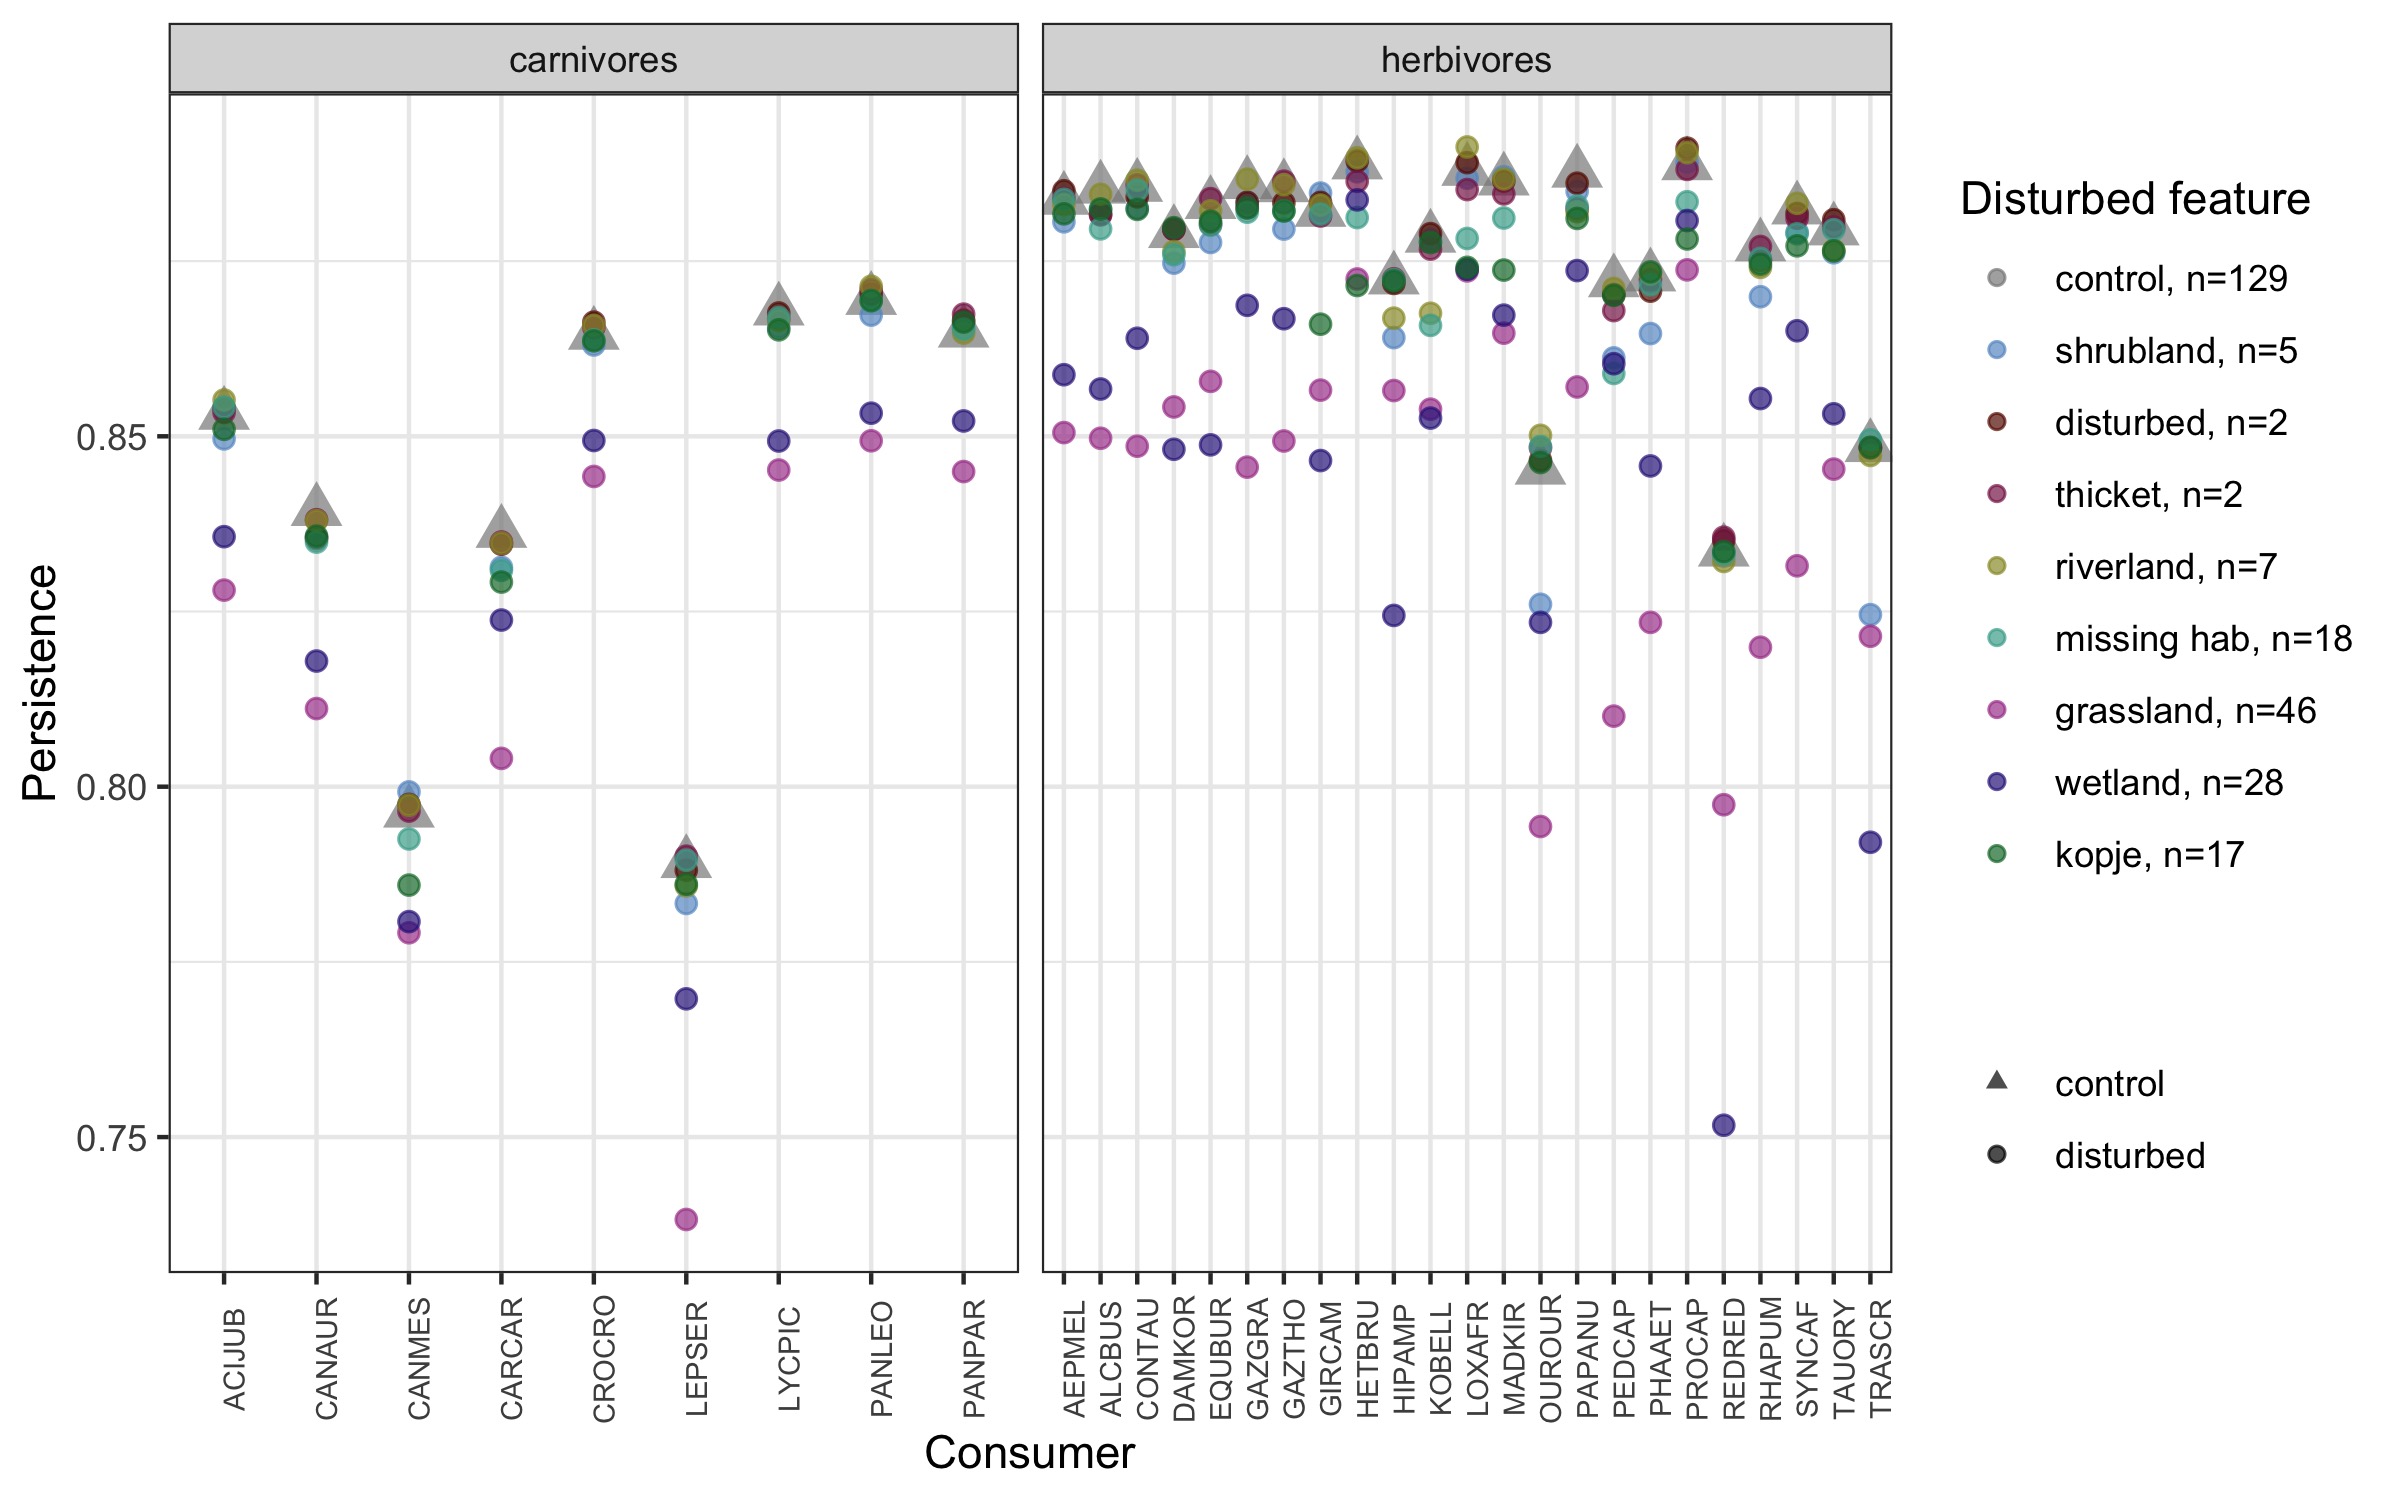 carnivores
herbivores
Persistence
0.85
0.80
0.75
ACIJUB
CANAUR
CANMES
CARCAR
CROCRO
LEPSER
LYCPIC
PANLEO
PANPAR
AEPMEL
ALCBUS
CONTAU
DAMKOR
EQUBUR
GAZGRA
GAZTHO
GIRCAM
HETBRU
HIPAMP
KOBELL
LOXAFR
MADKIR
OUROUR
PAPANU
PEDCAP
PHAAET
PROCAP
REDRED
RHAPUM
SYNCAF
TAUORY
TRASCR
Consumer
Disturbed feature
control, n=129
shrubland, n=5
disturbed, n=2
thicket, n=2
riverland, n=7
missing hab, n=18
grassland, n=46
wetland, n=28
kopje, n=17
control
disturbed